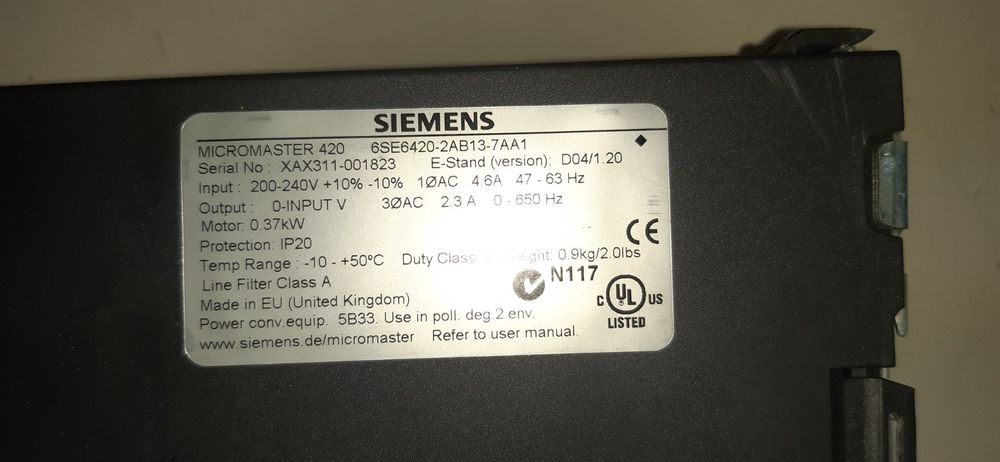 SIEMENS
MICROMASTER 420 6SE6420-2AB13-7AA1
Serial No : XAX311-001823 E-Stand (version): D04/1.20
Input : 200-240V +10% -10% 1ØAC 4.6A 47 - 63 Hz
Output : 0-INPUT V 3ØAC 2.3 A 0 - 650 Hz
Motor: 0.37kW
Protection: IP20
Temp Range : -10 - +50°C Duty Class 0.9kg/2.0lbs
Line Filter Class A
N117
Made in EU (United Kingdom)
Power conv.equip. 5B33. Use in poll. deg.2 env.
www.siemens.de/micromaster Refer to user manual.
CE
C UL US
LISTED